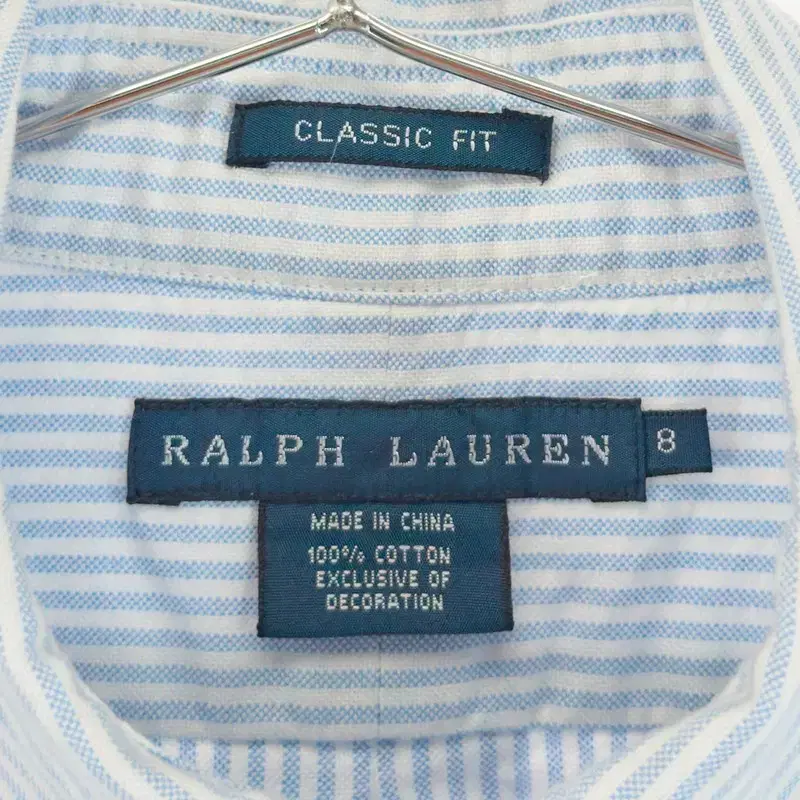 CLASSIC FIT
RALPH LAUREN
8
MADE IN CHINA
100% COTTON
EXCLUSIVE OF
DECORATION